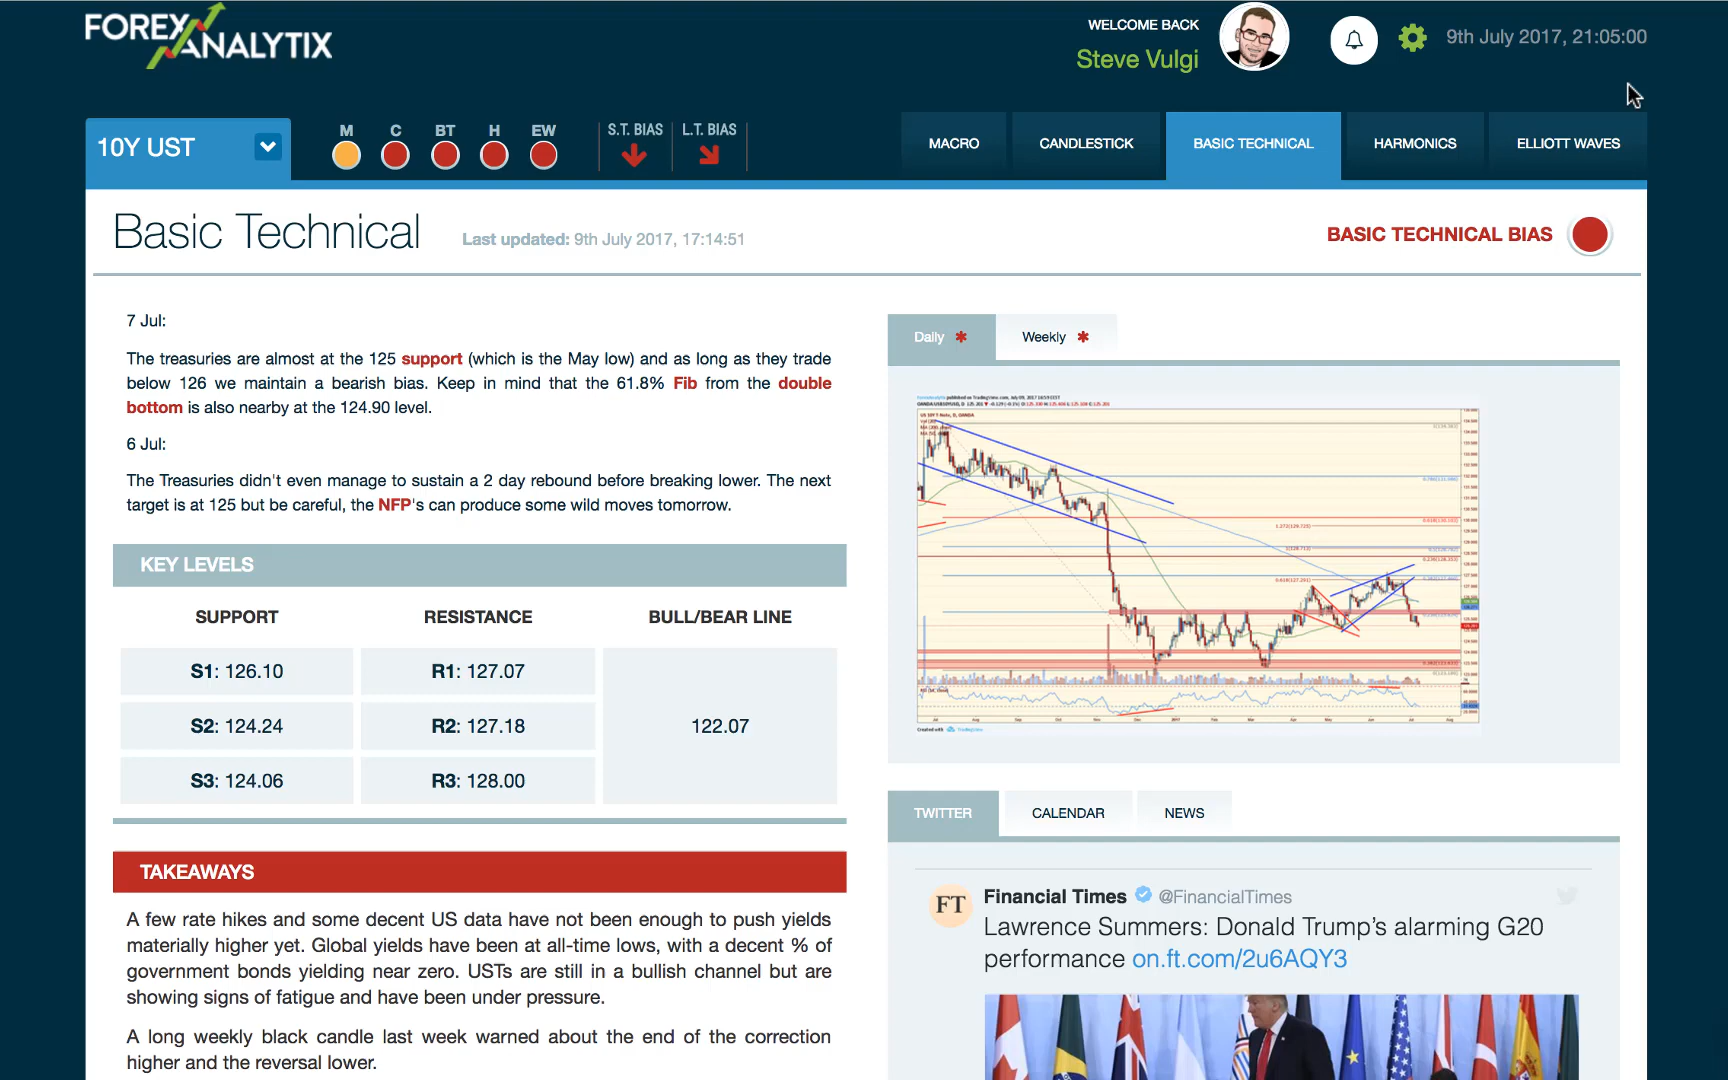 FOREX ANALYTIX
WELCOME BACK
Steve Vulgi
9th July 2017, 21:05:00
10Y UST
M C BT H EW
S.T. BIAS L.T. BIAS
MACRO CANDLESTICK BASIC TECHNICAL HARMONICS ELLIOTT WAVES
Basic Technical
Last updated: 9th July 2017, 17:14:51
BASIC TECHNICAL BIAS
7 Jul:
The treasuries are almost at the 125 support (which is the May low) and as long as they trade
below 126 we maintain a bearish bias. Keep in mind that the 61.8% Fib from the double
bottom is also nearby at the 124.90 level.
6 Jul:
The Treasuries didn't even manage to sustain a 2 day rebound before breaking lower. The next
target is at 125 but be careful, the NFP's can produce some wild moves tomorrow.
KEY LEVELS
SUPPORT RESISTANCE BULL/BEAR LINE
S1: 126.10 R1: 127.07
S2: 124.24 R2: 127.18 122.07
S3: 124.06 R3: 128.00
TAKEAWAYS
A few rate hikes and some decent US data have not been enough to push yields
materially higher yet. Global yields have been at all-time lows, with a decent % of
government bonds yielding near zero. USTs are still in a bullish channel but are
showing signs of fatigue and have been under pressure.
A long weekly black candle last week warned about the end of the correction
higher and the reversal lower.
Daily * Weekly *
Created with TradingView
TWITTER CALENDAR NEWS
FT
Financial Times @FinancialTimes
Lawrence Summers: Donald Trump's alarming G20
performance on.ft.com/2u6AQY3